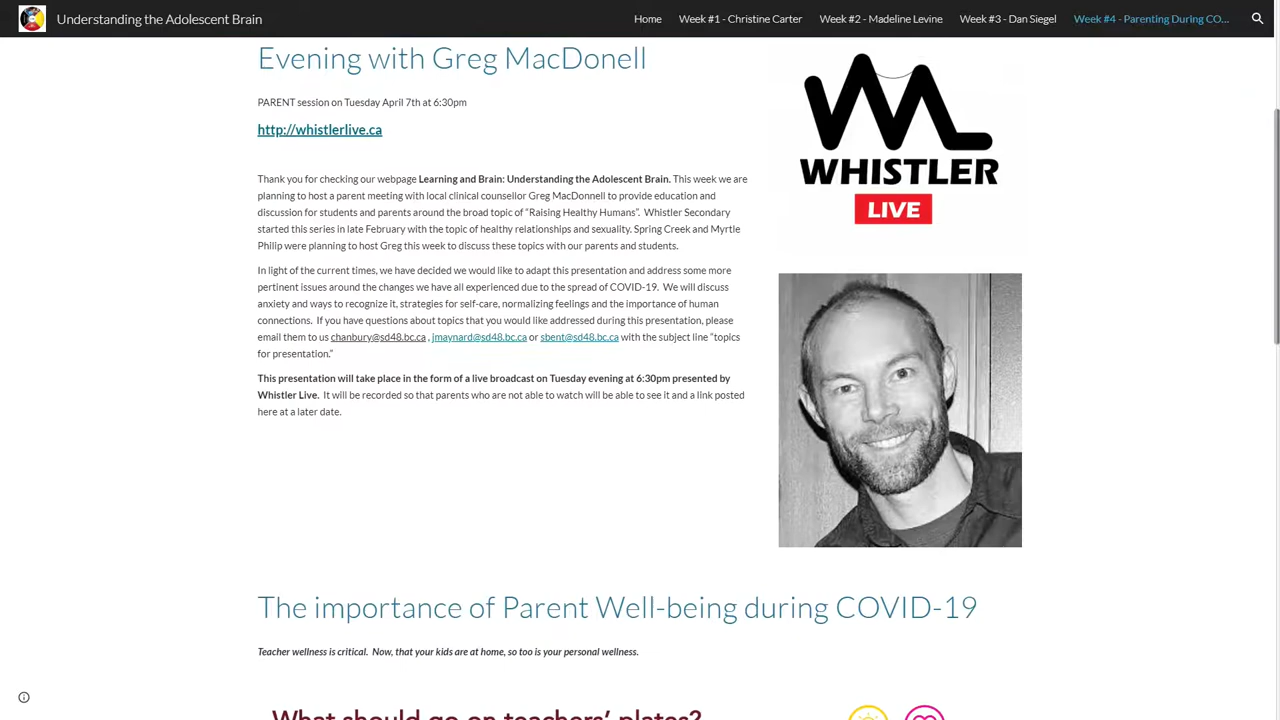 Understanding the Adolescent Brain
Home
Week #1 - Christine Carter
Week #2 - Madeline Levine
Week #3 - Dan Siegel
Week #4 - Parenting During CO...
Evening with Greg MacDonell
PARENT session on Tuesday April 7th at 6:30pm
http://whistlerlive.ca
Thank you for checking our webpage Learning and Brain: Understanding the Adolescent Brain. This week we are
planning to host a parent meeting with local clinical counsellor Greg MacDonnell to provide education and
discussion for students and parents around the broad topic of “Raising Healthy Humans”. Whistler Secondary
started this series in late February with the topic of healthy relationships and sexuality. Spring Creek and Myrtle
Philip were planning to host Greg this week to discuss these topics with our parents and students.
In light of the current times, we have decided we would like to adapt this presentation and address some more
pertinent issues around the changes we have all experienced due to the spread of COVID-19. We will discuss
anxiety and ways to recognize it, strategies for self-care, normalizing feelings and the importance of human
connections. If you have questions about topics that you would like addressed during this presentation, please
email them to us chanbury@sd48.bc.ca , jmaynard@sd48.bc.ca or sbent@sd48.bc.ca with the subject line “topics
for presentation.”
This presentation will take place in the form of a live broadcast on Tuesday evening at 6:30pm presented by
Whistler Live. It will be recorded so that parents who are not able to watch will be able to see it and a link posted
here at a later date.
WHISTLER
LIVE
The importance of Parent Well-being during COVID-19
Teacher wellness is critical. Now, that your kids are at home, so too is your personal wellness.
What should go on teachers’ plates?